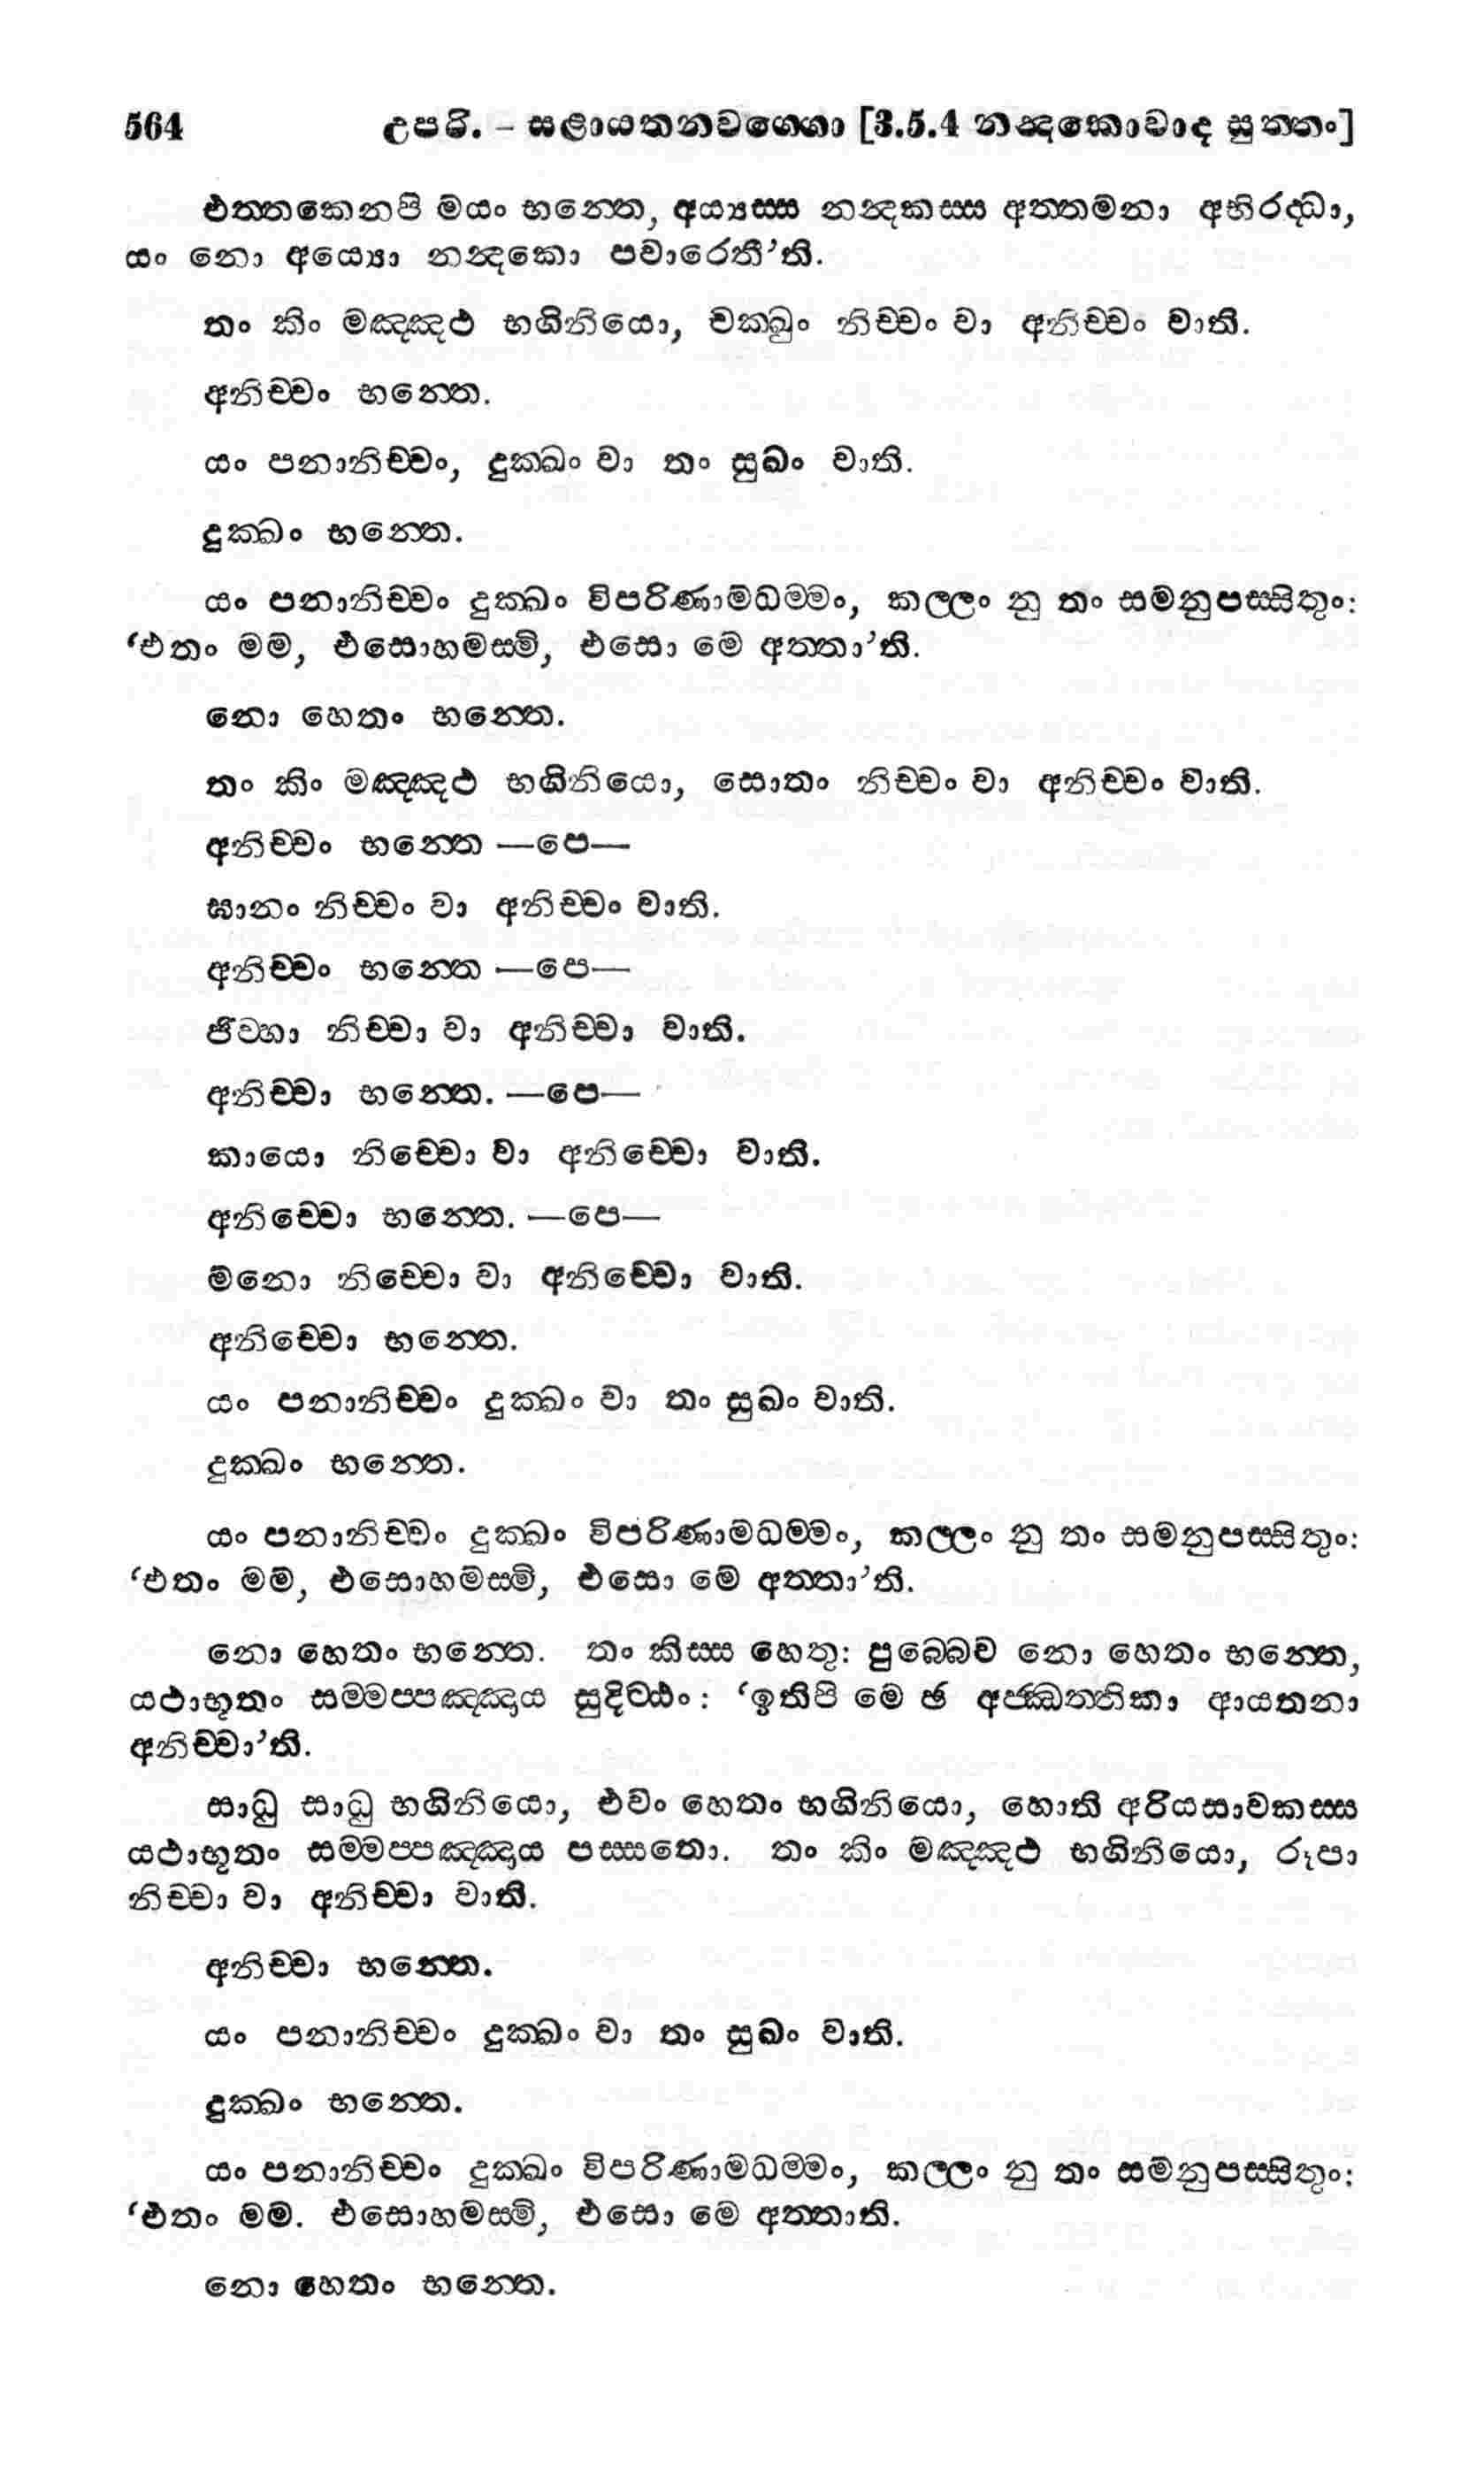 564 උපරි. - සළායතනවග්ගො [3.5.4 නන්දකොවාද සුත්තං]
එත්තකෙනපි මයං භන්තෙ, අය්‍යස්ස නන්දකස්ස අත්තමනා අභිරද්ධා,
යං නො අය්‍යො නන්දකො පවාරෙතී’ති.
තං කිං මඤ්ඤථ භගිනියො, චක්ඛුං නිච්චං වා අනිච්චං වාති.
අනිච්චං භන්තෙ.
යං පනානිච්චං, දුක්ඛං වා තං සුඛං වාති.
දුක්ඛං භන්තෙ.
යං පනානිච්චං දුක්ඛං විපරිණාමධම්මං, කල්ලං නු තං සමනුපස්සිතුං:
‘එතං මම, එසොහමස්මි, එසො මෙ අත්තා’ති.
නො හෙතං භන්තෙ.
තං කිං මඤ්ඤථ භගිනියො, සොතං නිච්චං වා අනිච්චං වාති.
අනිච්චං භන්තෙ —පෙ—
ඝානං නිච්චං වා අනිච්චං වාති.
අනිච්චං භන්තෙ —පෙ—
ජිව්හා නිච්චා වා අනිච්චා වාති.
අනිච්චා භන්තෙ. —පෙ—
කායො නිච්චො වා අනිච්චො වාති.
අනිච්චො භන්තෙ. —පෙ—
මනො නිච්චො වා අනිච්චො වාති.
අනිච්චො භන්තෙ.
යං පනානිච්චං දුක්ඛං වා තං සුඛං වාති.
දුක්ඛං භන්තෙ.
යං පනානිච්චං දුක්ඛං විපරිණාමධම්මං, කල්ලං නු තං සමනුපස්සිතුං:
‘එතං මම, එසොහමස්මි, එසො මෙ අත්තා’ති.
නො හෙතං භන්තෙ. තං කිස්ස හෙතු: පුබ්බෙව නො හෙතං භන්තෙ,
යථාභූතං සම්මප්පඤ්ඤාය සුදිට්ඨං: ‘ඉතිපි මෙ ඡ අජ්ඣත්තිකා ආයතනා
අනිච්චා’ති.
සාධු සාධු භගිනියො, එවං හෙතං භගිනියො, හොති අරියසාවකස්ස
යථාභූතං සම්මප්පඤ්ඤාය පස්සතො. තං කිං මඤ්ඤථ භගිනියො, රූපා
නිච්චා වා අනිච්චා වාති.
අනිච්චා භන්තෙ.
යං පනානිච්චං දුක්ඛං වා තං සුඛං වාති.
දුක්ඛං භන්තෙ.
යං පනානිච්චං දුක්ඛං විපරිණාමධම්මං, කල්ලං නු තං සමනුපස්සිතුං:
‘එතං මම. එසොහමස්මි, එසො මෙ අත්තාති.
නො හෙතං භන්තෙ.